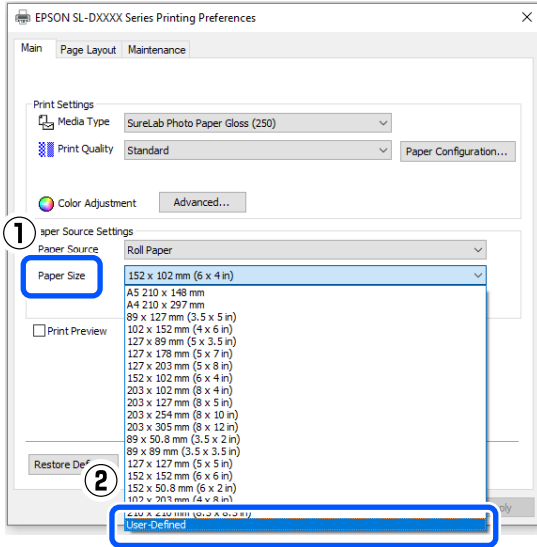 EPSON SL-DXXXX Series Printing Preferences
Main Page Layout Maintenance
Print Settings
Media Type SureLab Photo Paper Gloss (250)
Print Quality Standard Paper Configuration...
Color Adjustment Advanced...
1
aper Source Settings
Paper Source Roll Paper
Paper Size 152 x 102 mm (6 x 4 in)
A5 210 x 148 mm
A4 210 x 297 mm
89 x 127 mm (3.5 x 5 in)
Print Preview 102 x 152 mm (4 x 6 in)
127 x 89 mm (5 x 3.5 in)
127 x 178 mm (5 x 7 in)
127 x 203 mm (5 x 8 in)
152 x 102 mm (6 x 4 in)
203 x 102 mm (8 x 4 in)
203 x 127 mm (8 x 5 in)
203 x 254 mm (8 x 10 in)
203 x 305 mm (8 x 12 in)
89 x 50.8 mm (3.5 x 2 in)
89 x 89 mm (3.5 x 3.5 in)
Restore Def 127 x 127 mm (5 x 5 in)
2
152 x 152 mm (6 x 6 in)
152 x 50.8 mm (6 x 2 in)
102 x 203 mm (4 x 8 in)
210 x 210 mm (8.3 x 8.3 in)
User-Defined